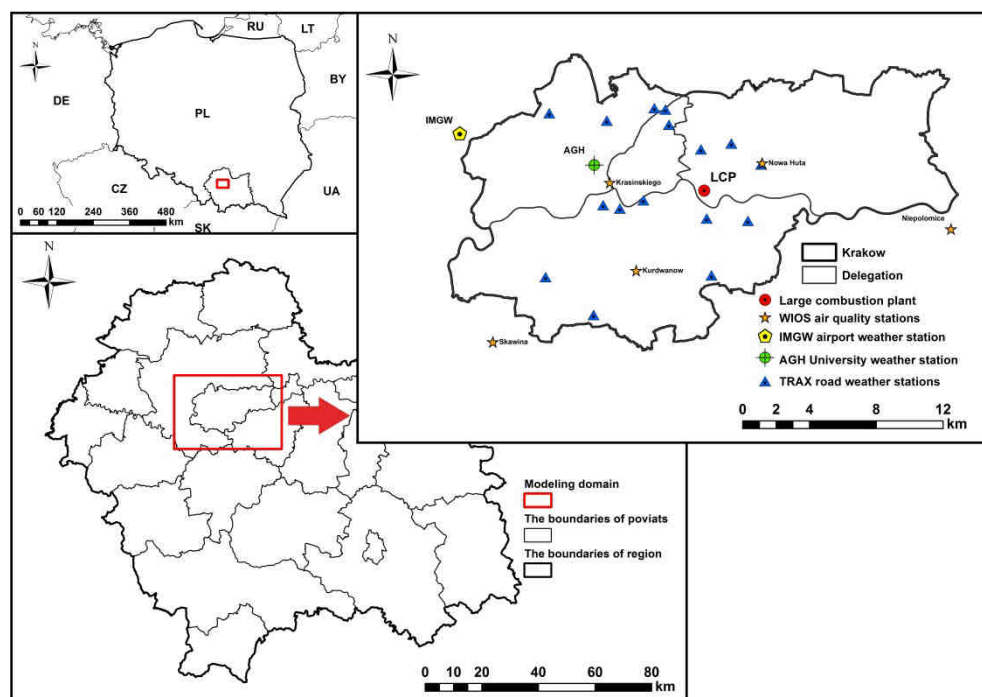 RU
LT
N
BY
DE
PL
CZ
UA
0 60 120 240 360 480
km
SK
N
IMGW
AGH
Nowa Huta
LCP
Krasinskiego
Niepolomice
Kurdwanow
Skawina
Krakow
Delegation
Large combustion plant
WIOS air quality stations
IMGW airport weather station
AGH University weather station
TRAX road weather stations
0 2 4 8 12
km
N
Modeling domain
The boundaries of poviats
The boundaries of region
0 10 20 40 60 80
km